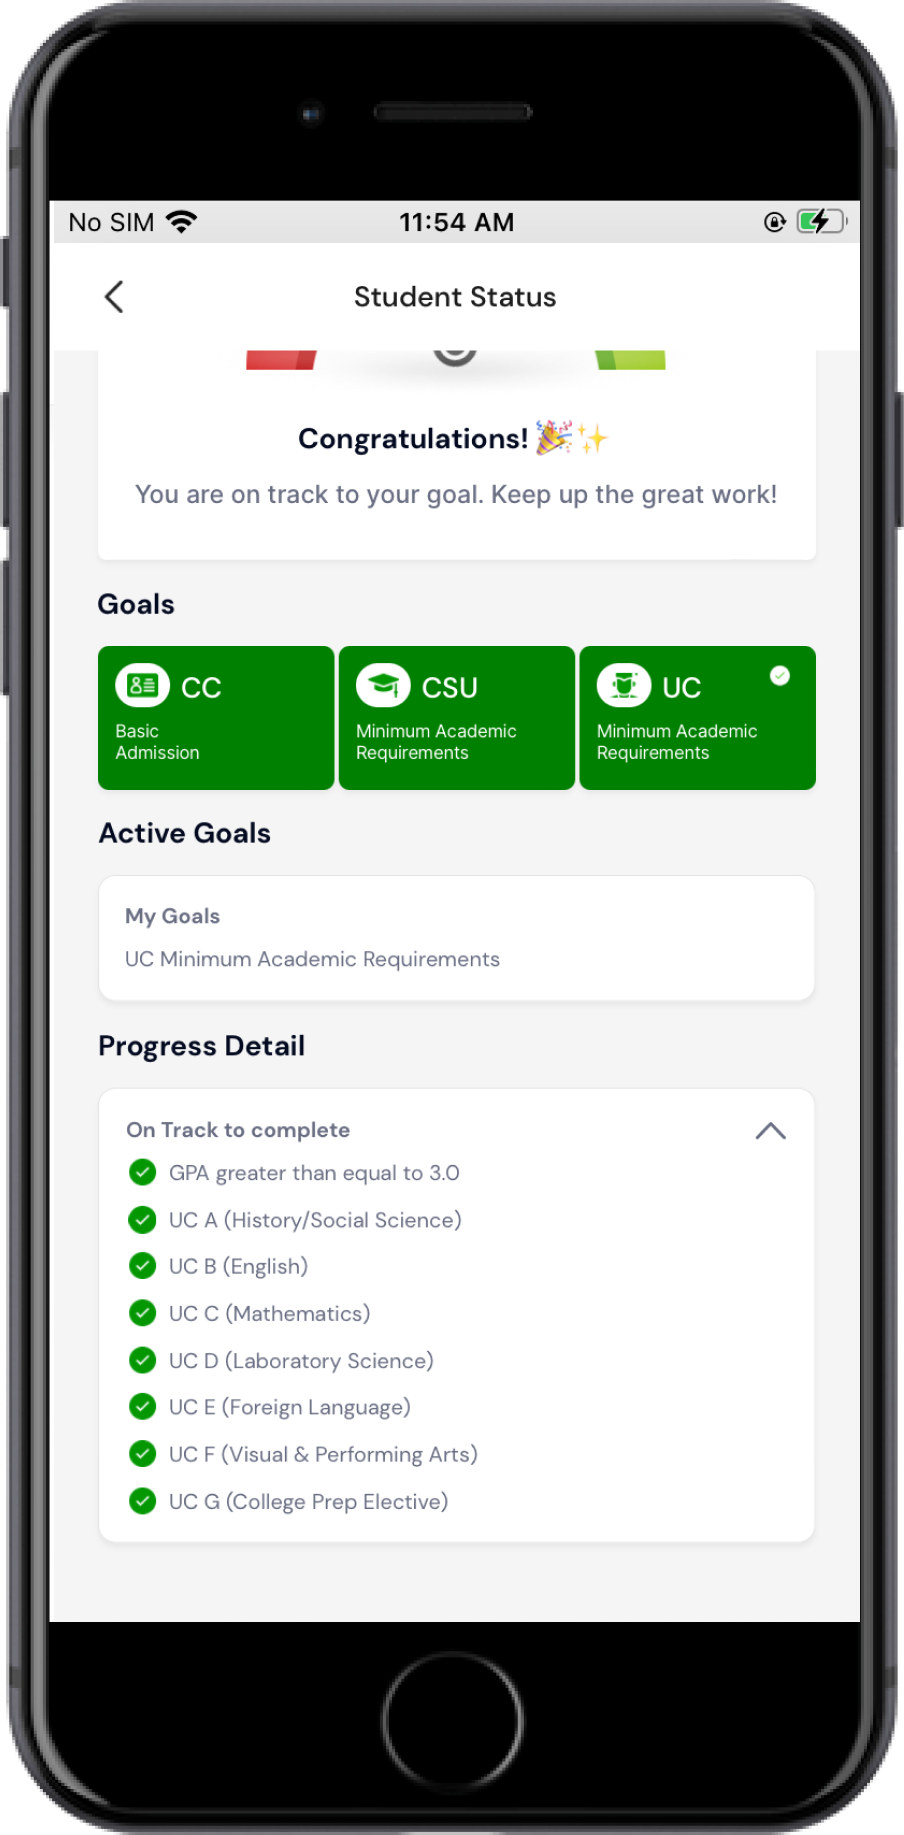 No SIM 11:54 AM
Student Status
Congratulations! 🎉✨
You are on track to your goal. Keep up the great work!
Goals
CC
Basic
Admission
CSU
Minimum Academic
Requirements
UC
Minimum Academic
Requirements
Active Goals
My Goals
UC Minimum Academic Requirements
Progress Detail
On Track to complete
GPA greater than equal to 3.0
UC A (History/Social Science)
UC B (English)
UC C (Mathematics)
UC D (Laboratory Science)
UC E (Foreign Language)
UC F (Visual & Performing Arts)
UC G (College Prep Elective)